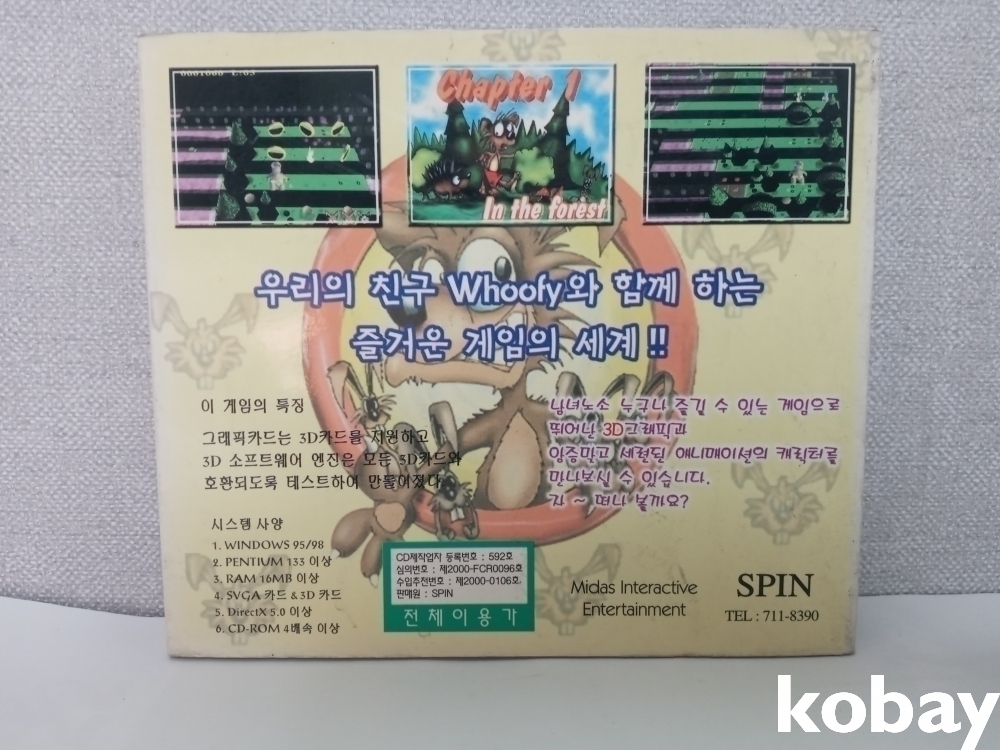 Chapter 1
In the forest
우리의 친구 Whoofy와 함께 하는
즐거운 게임의 세계 !!
이 게임의 특징
그래픽카드는 3D카드를 지원하고
3D 소프트웨어 엔진은 모든 3D카드와
호환되도록 테스트하여 만들어졌다
시스템 사양
1. WINDOWS 95/98
2. PENTIUM 133 이상
3. RAM 16MB 이상
4. SVGA 카드 & 3D 카드
5. DirectX 5.0 이상
6. CD-ROM 4배속 이상
남녀노소 누구나 즐길 수 있는 게임으로
뛰어난 3D그래픽과
앙증맞고 세련된 애니메이션의 캐릭터를
만나보실 수 있습니다.
자 ~ 떠나 볼까요?
CD제작업자 등록번호 : 592호
심의번호 : 제2000-FCR0096호
수입추천번호 : 제2000-0106호
판매원 : SPIN
전체이용가
Midas Interactive
Entertainment
SPIN
TEL : 711-8390
kobay